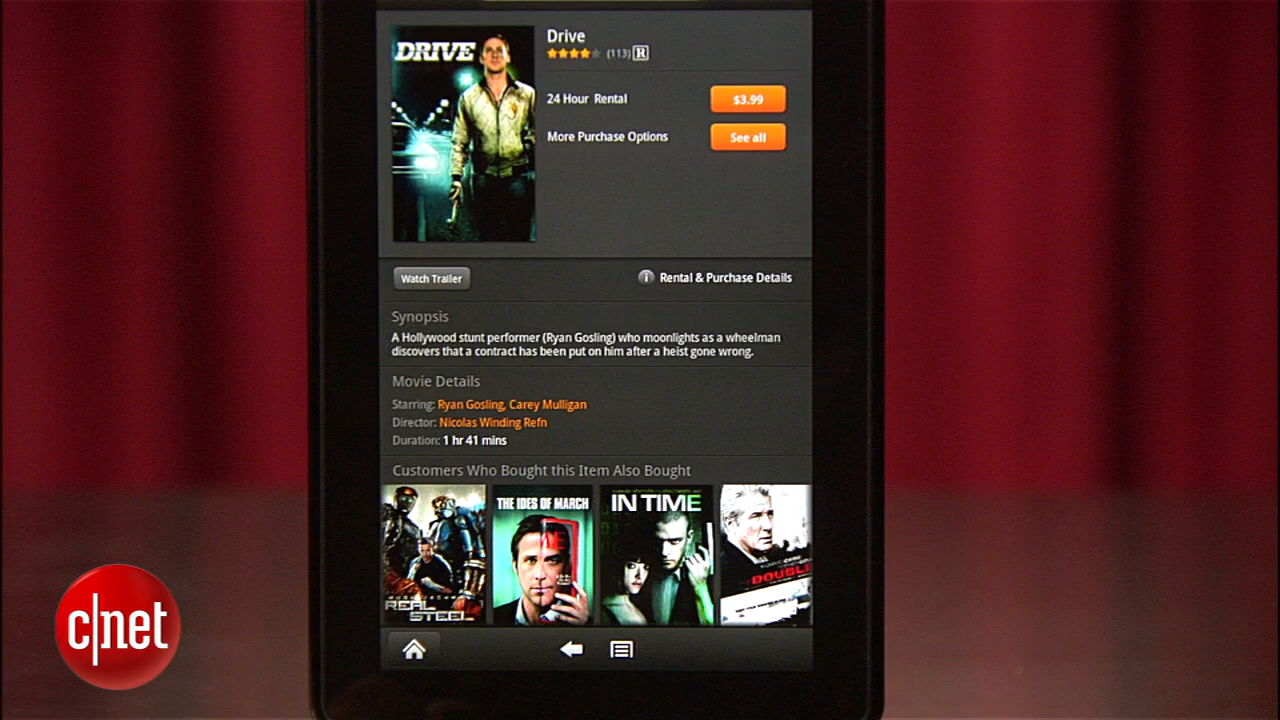 DRIVE
Drive
(113) R
24 Hour Rental
$3.99
More Purchase Options
See all
Watch Trailer
i Rental & Purchase Details
Synopsis
A Hollywood stunt performer (Ryan Gosling) who moonlights as a wheelman
discovers that a contract has been put on him after a heist gone wrong.
Movie Details
Starring: Ryan Gosling, Carey Mulligan
Director: Nicolas Winding Refn
Duration: 1 hr 41 mins
Customers Who Bought this Item Also Bought
REAL STEEL
THE IDES OF MARCH
IN TIME
DOUBL
c|net